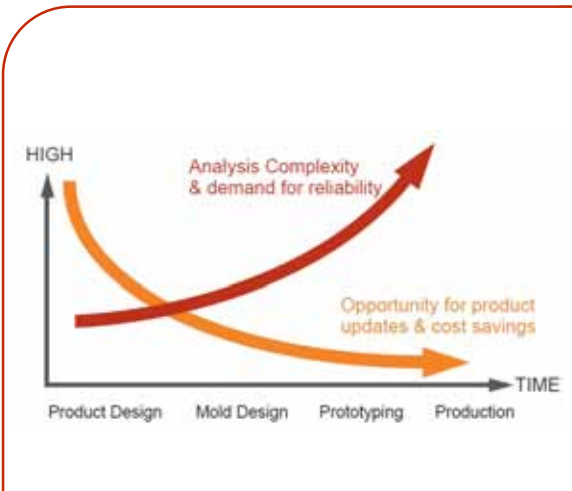 HIGH
Analysis Complexity
& demand for reliability
Opportunity for product
updates & cost savings
TIME
Product Design Mold Design Prototyping Production